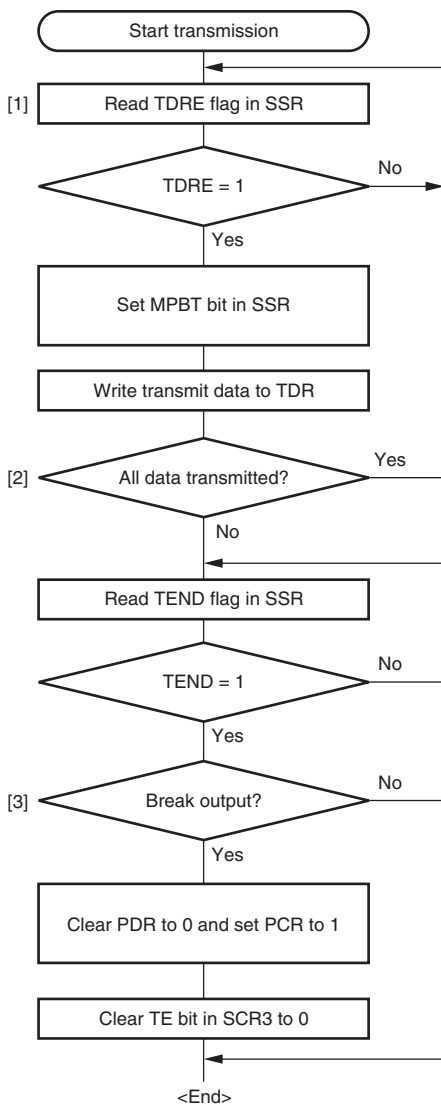 Start transmission
[1]
Read TDRE flag in SSR
TDRE = 1
No
Yes
Set MPBT bit in SSR
Write transmit data to TDR
[2]
All data transmitted?
Yes
No
Read TEND flag in SSR
TEND = 1
No
Yes
[3]
Break output?
No
Yes
Clear PDR to 0 and set PCR to 1
Clear TE bit in SCR3 to 0
<End>